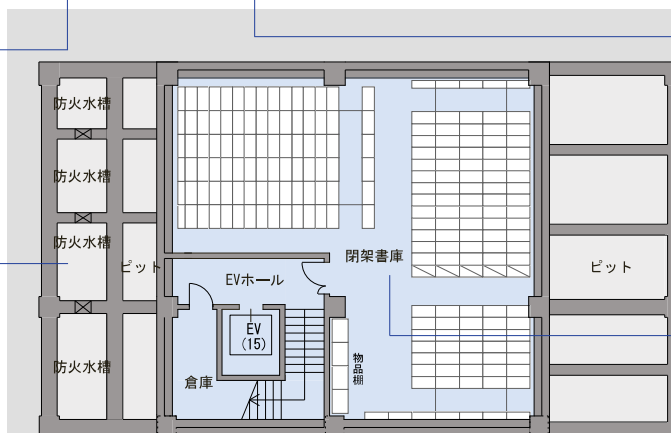 防火水槽
防火水槽
防火水槽
ピット
閉架書庫
ピット
EVホール
EV
(15)
防火水槽
倉庫
物品棚